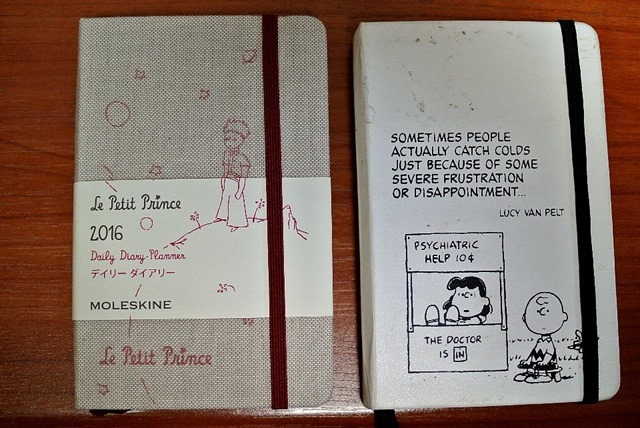 Le Petit Prince
2016
Daily Diary-Planner
デイリー ダイアリー
MOLESKINE
Le Petit Prince
SOMETIMES PEOPLE
ACTUALLY CATCH COLDS
JUST BECAUSE OF SOME
SEVERE FRUSTRATION
OR DISAPPOINTMENT...
LUCY VAN PELT
PSYCHIATRIC
HELP 10¢
THE DOCTOR
IS IN